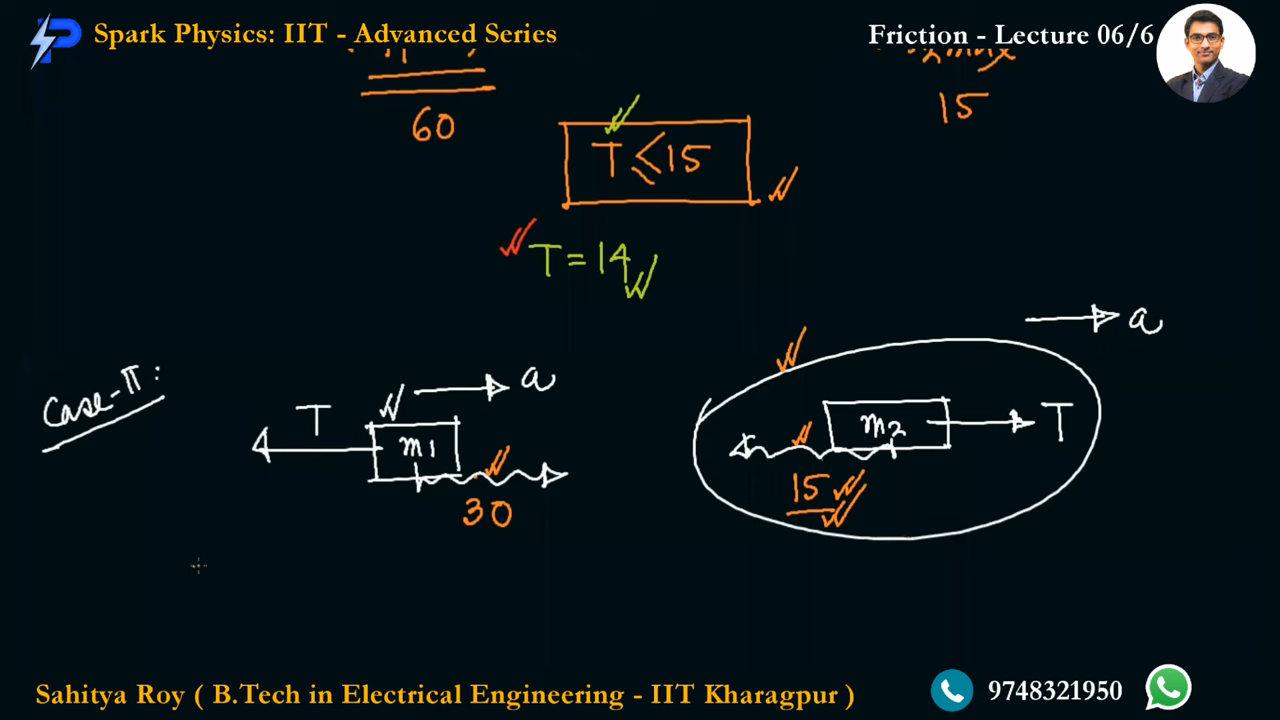 Spark Physics: IIT - Advanced Series
Friction - Lecture 06/6
60
15
T ≤ 15
T = 14
Case-II:
a
T
m1
30
a
m2
T
15
Sahitya Roy ( B.Tech in Electrical Engineering - IIT Kharagpur )
9748321950